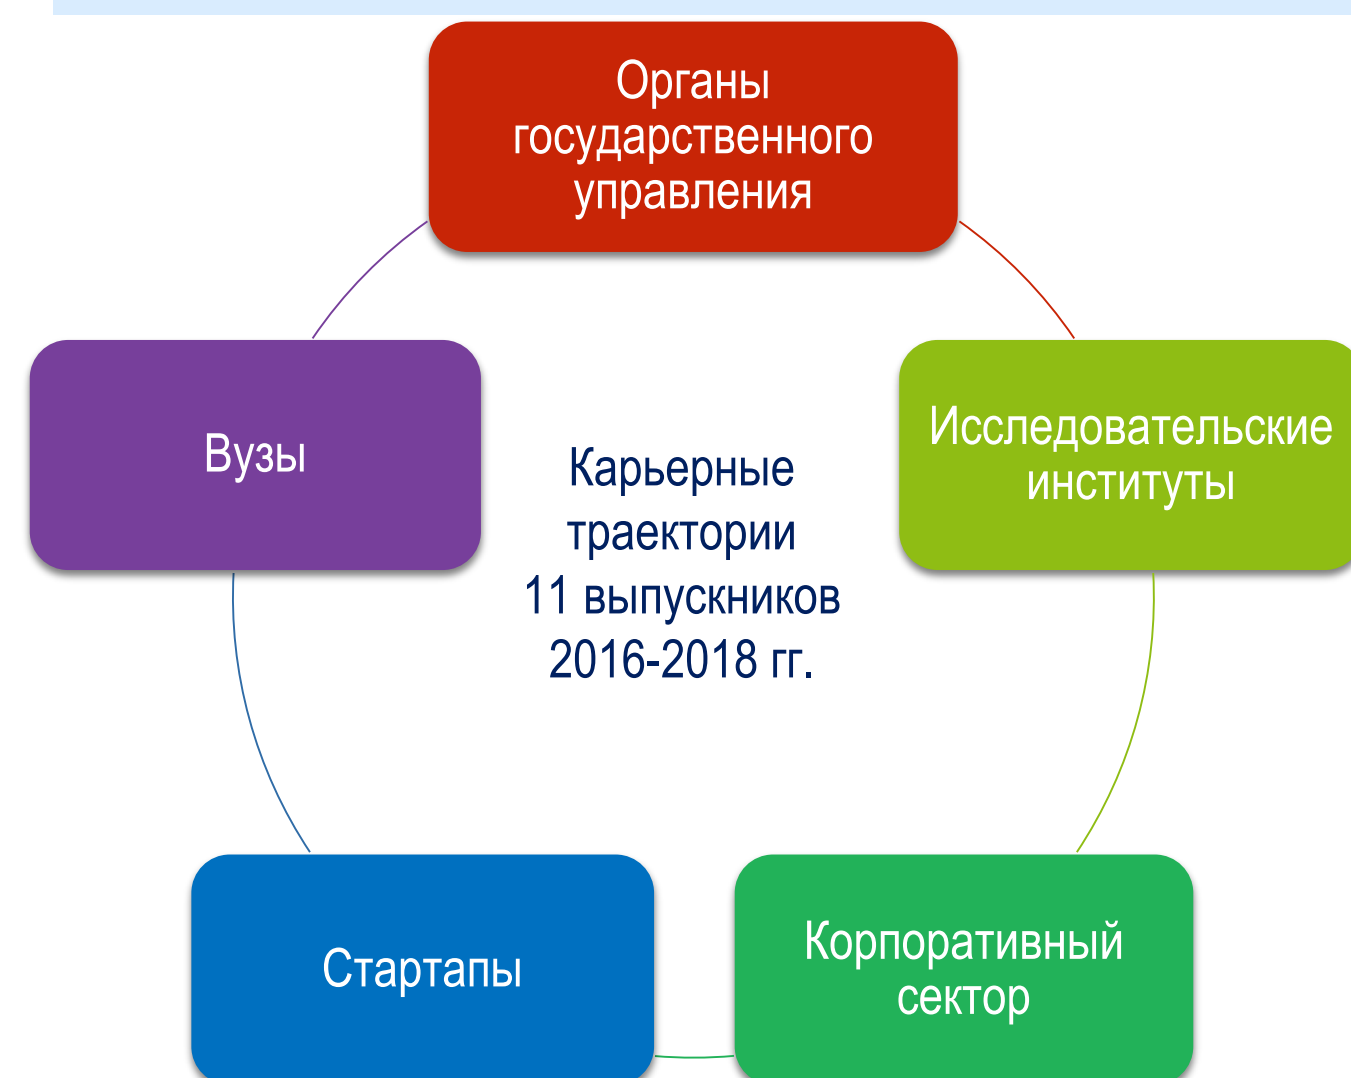 Органы
государственного
управления
Вузы
Исследовательские
институты
Карьерные
траектории
11 выпускников
2016-2018 гг.
Стартапы
Корпоративный
сектор